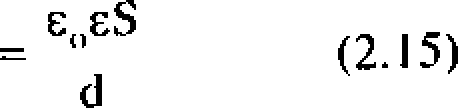 = ε₀εS / d (2.15)